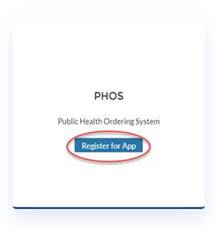 PHOS
Public Health Ordering System
Register for App